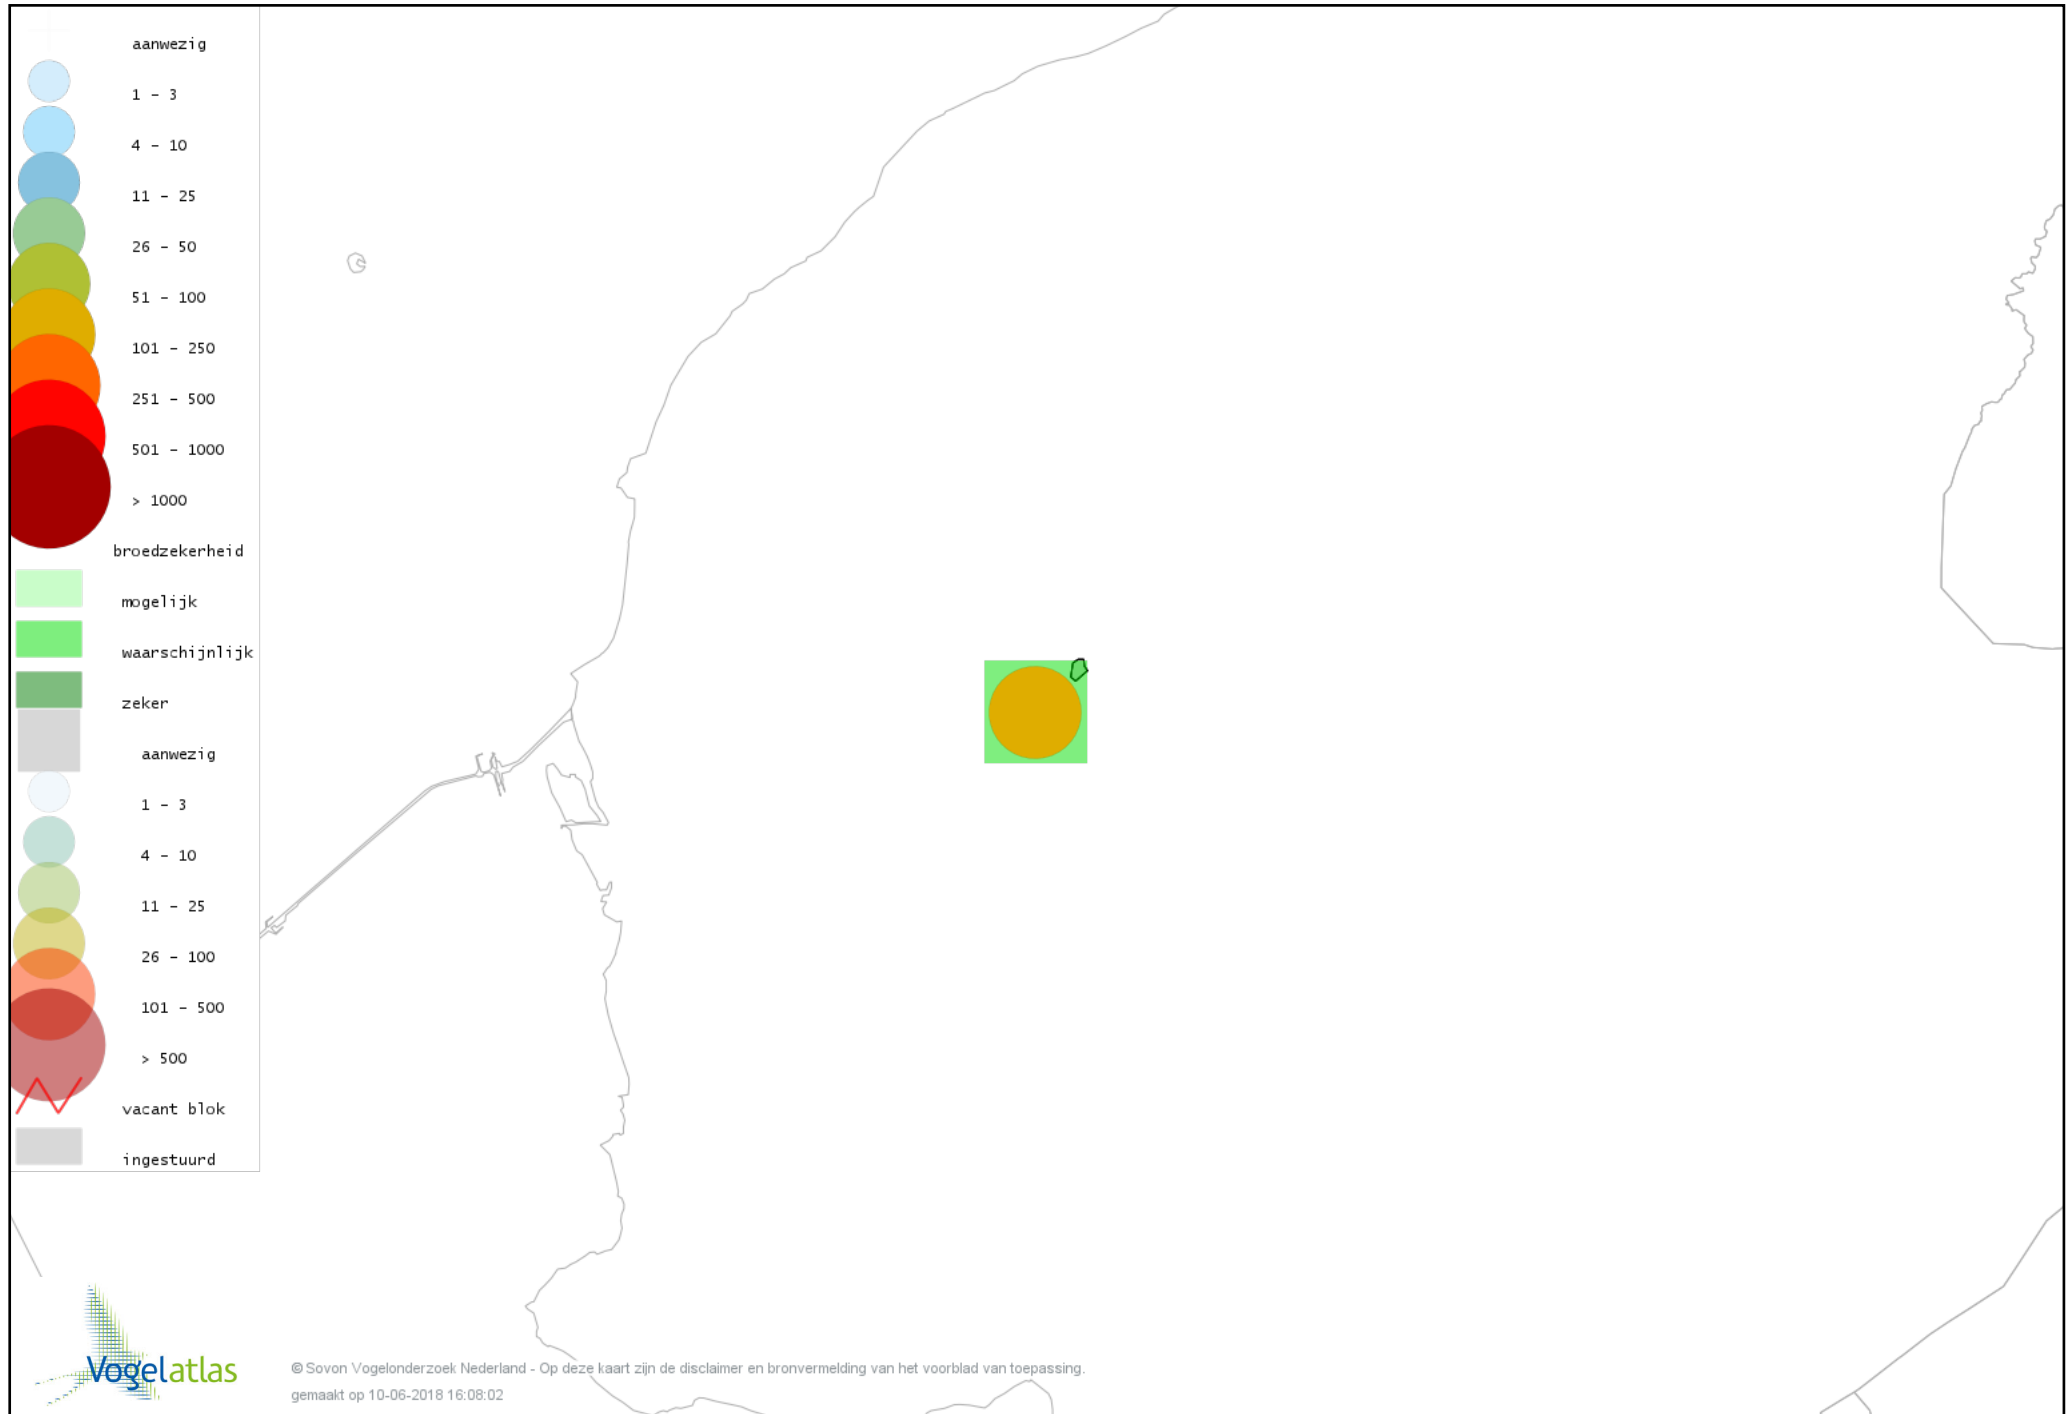 aanwezig
1 - 3
4 - 10
11 - 25
26 - 50
51 - 100
101 - 250
251 - 500
501 - 1000
> 1000
broedzekerheid
mogelijk
waarschijnlijk
zeker
aanwezig
1 - 3
4 - 10
11 - 25
26 - 100
101 - 500
> 500
vacant blok
ingestuurd
Vogelatlas
© Sovon Vogelonderzoek Nederland - Op deze kaart zijn de disclaimer en bronvermelding van het voorblad van toepassing.
gemaakt op 10-06-2018 16:08:02